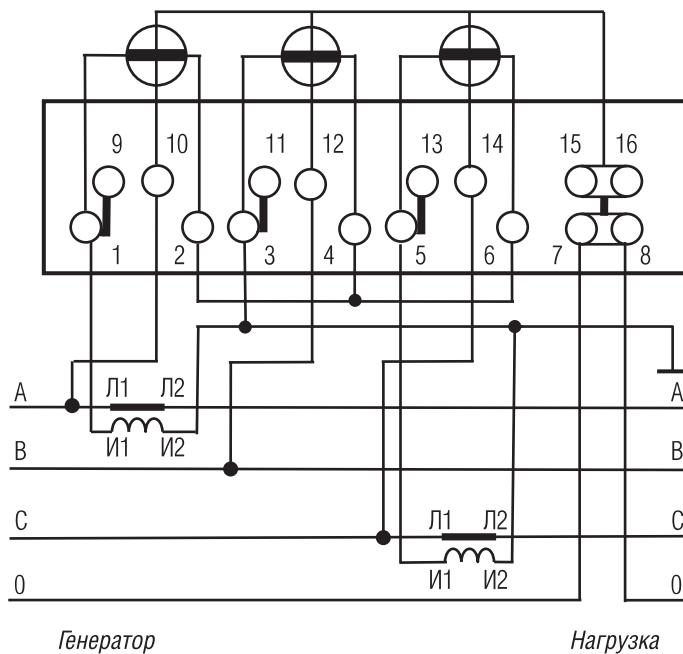 9 10 11 12 13 14 15 16
1 2 3 4 5 6 7 8
А Л1 Л2 А
И1 И2
В В
С Л1 Л2 С
И1 И2
0 0
Генератор Нагрузка